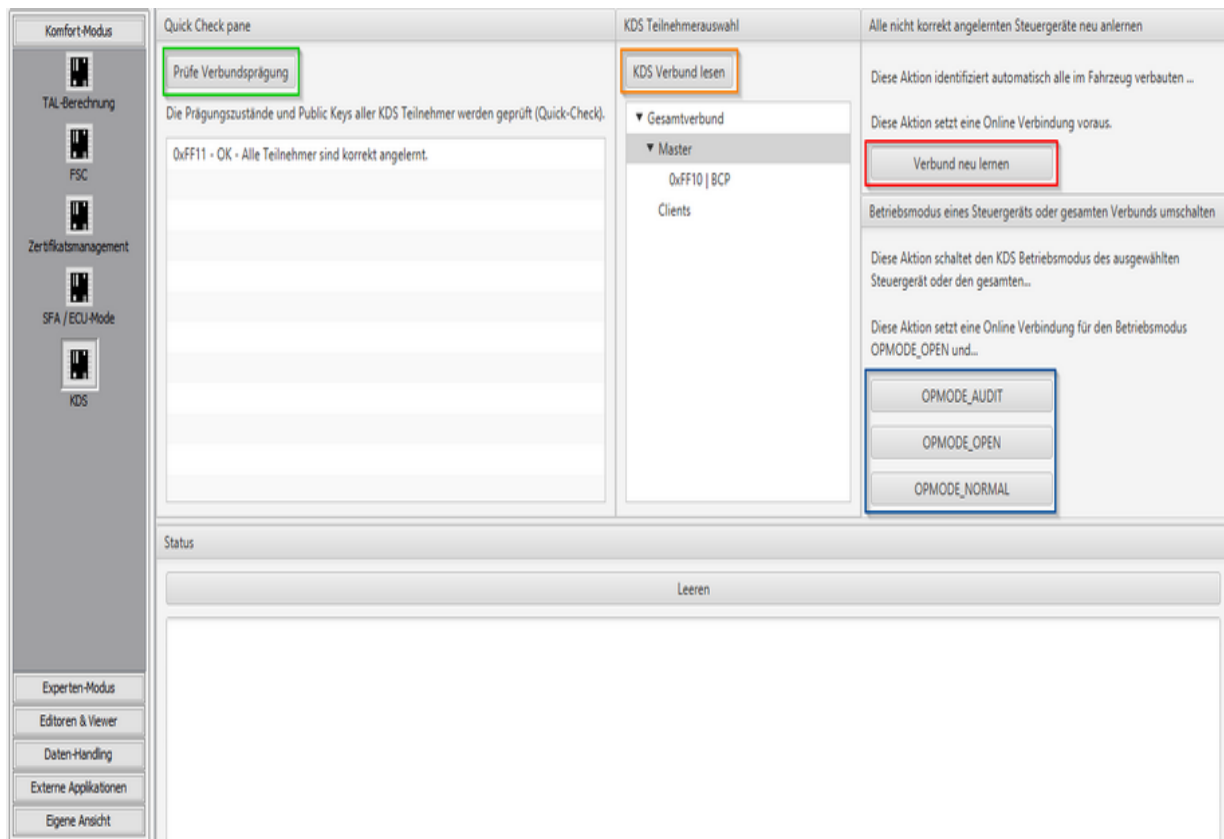 Komfort-Modus
TAL-Berechnung
FSC
Zertifikatsmanagement
SFA / ECU-Mode
KDS
Experten-Modus
Editoren & Viewer
Daten-Handling
Externe Applikationen
Eigene Ansicht
Quick Check pane
Prüfe Verbundsprägung
Die Prägungszustände und Public Keys aller KDS Teilnehmer werden geprüft (Quick-Check).
0xFF11 - OK - Alle Teilnehmer sind korrekt angelernt.
KDS Teilnehmerauswahl
KDS Verbund lesen
▼ Gesamtverbund
▼ Master
0xFF10 | BCP
Clients
Alle nicht korrekt angelernten Steuergeräte neu anlernen
Diese Aktion identifiziert automatisch alle im Fahrzeug verbauten ...
Diese Aktion setzt eine Online Verbindung voraus.
Verbund neu lernen
Betriebsmodus eines Steuergeräts oder gesamten Verbunds umschalten
Diese Aktion schaltet den KDS Betriebsmodus des ausgewählten
Steuergerät oder den gesamten...
Diese Aktion setzt eine Online Verbindung für den Betriebsmodus
OPMODE_OPEN und...
OPMODE_AUDIT
OPMODE_OPEN
OPMODE_NORMAL
Status
Leeren